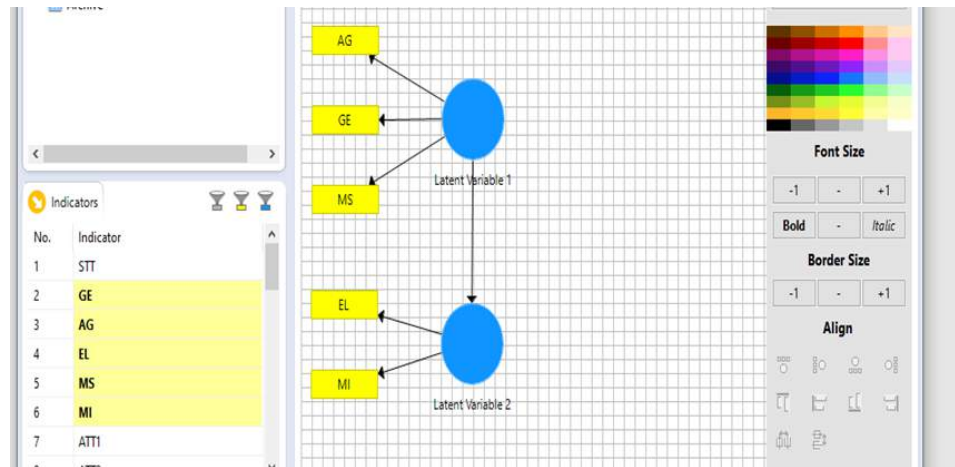 Archive
Indicators
No. Indicator
1 STT
2 GE
3 AG
4 EL
5 MS
6 MI
7 ATT1
AG
GE
MS
Latent Variable 1
EL
MI
Latent Variable 2
Font Size
-1 - +1
Bold - Italic
Border Size
-1 - +1
Align